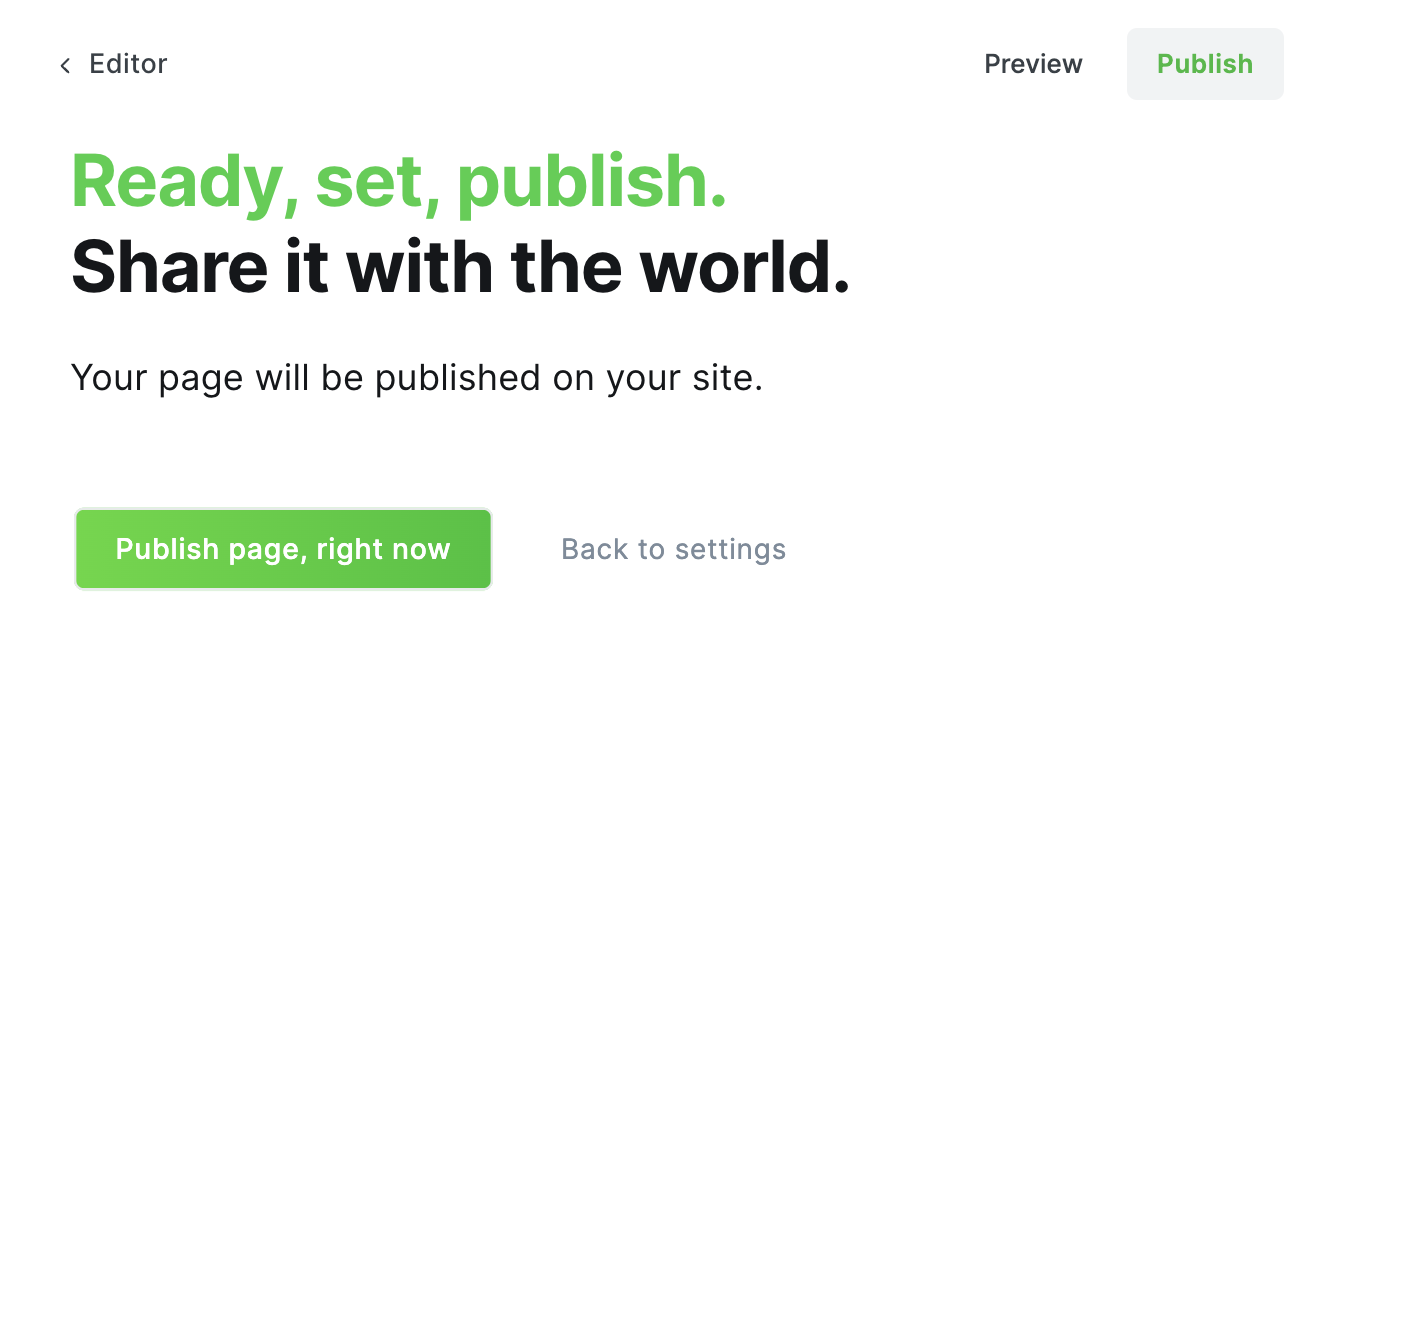 Editor
Preview
Publish
Ready, set, publish.
Share it with the world.
Your page will be published on your site.
Publish page, right now
Back to settings